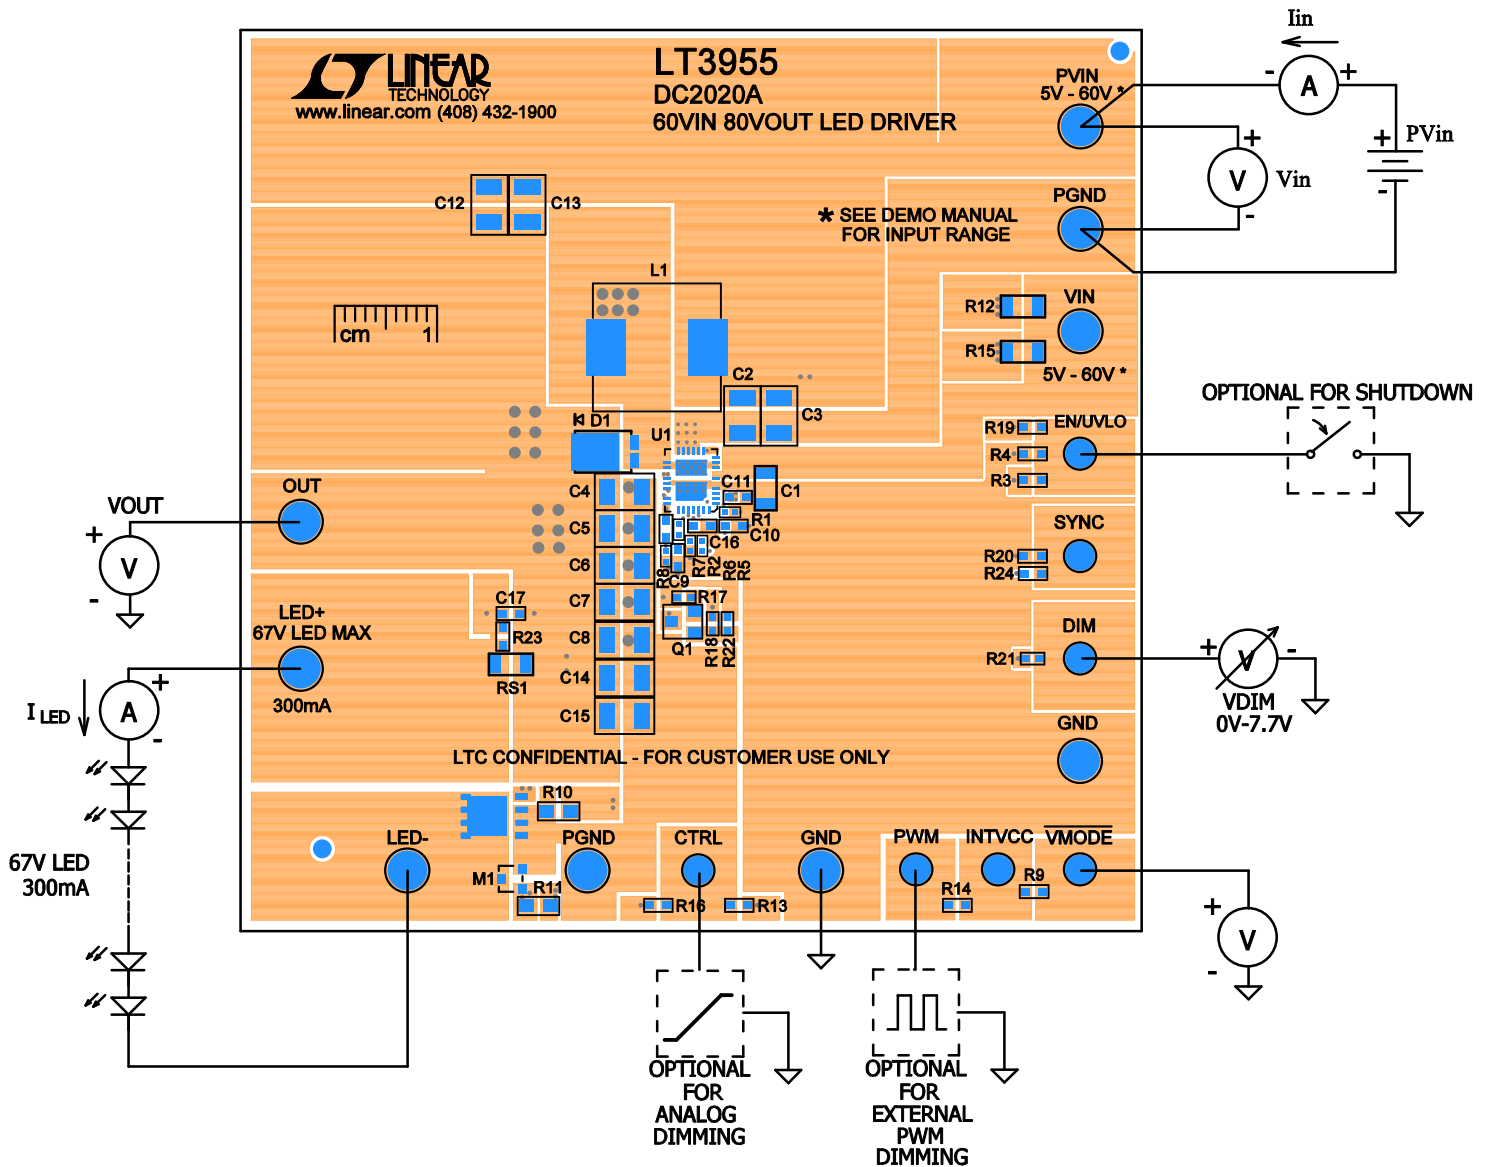 Iin
A
- +
PVin
+
-
V
Vin
+
-
LINEAR
TECHNOLOGY
www.linear.com (408) 432-1900
LT3955
DC2020A
60VIN 80VOUT LED DRIVER
PVIN
5V - 60V *
PGND
* SEE DEMO MANUAL
FOR INPUT RANGE
C12
C13
L1
cm 1
R12
VIN
R15
5V - 60V *
C2
C3
D1
U1
R19
EN/UVLO
R4
R3
OPTIONAL FOR SHUTDOWN
C4
C11
C1
C5
R1
C10
C16
C6
R8
R7
R2
R6
R5
C9
C7
R17
C8
Q1
R18
R22
C14
C15
C17
R23
RS1
SYNC
R20
R24
DIM
R21
V
+
-
VDIM
0V-7.7V
GND
VOUT
OUT
+
V
-
LED+
67V LED MAX
300mA
I LED
A
+
-
67V LED
300mA
LTC CONFIDENTIAL - FOR CUSTOMER USE ONLY
R10
LED-
PGND
CTRL
GND
PWM
INTVCC
VMODE
M1
R11
R16
R13
R14
R9
+
V
-
OPTIONAL
FOR
ANALOG
DIMMING
OPTIONAL
FOR
EXTERNAL
PWM
DIMMING